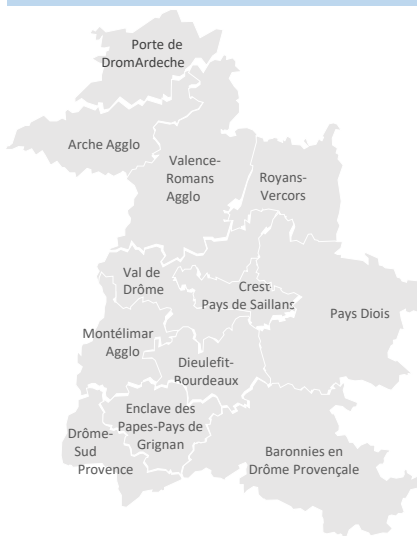 Porte de
DromArdeche
Arche Agglo
Valence-
Romans
Agglo
Royans-
Vercors
Val de
Drôme
Crest-
Pays de Saillans
Pays Diois
Montélimar
Agglo
Dieulefit-
Bourdeaux
Enclave des
Papes-Pays de
Grignan
Drôme-
Sud
Provence
Baronnies en
Drôme Provençale